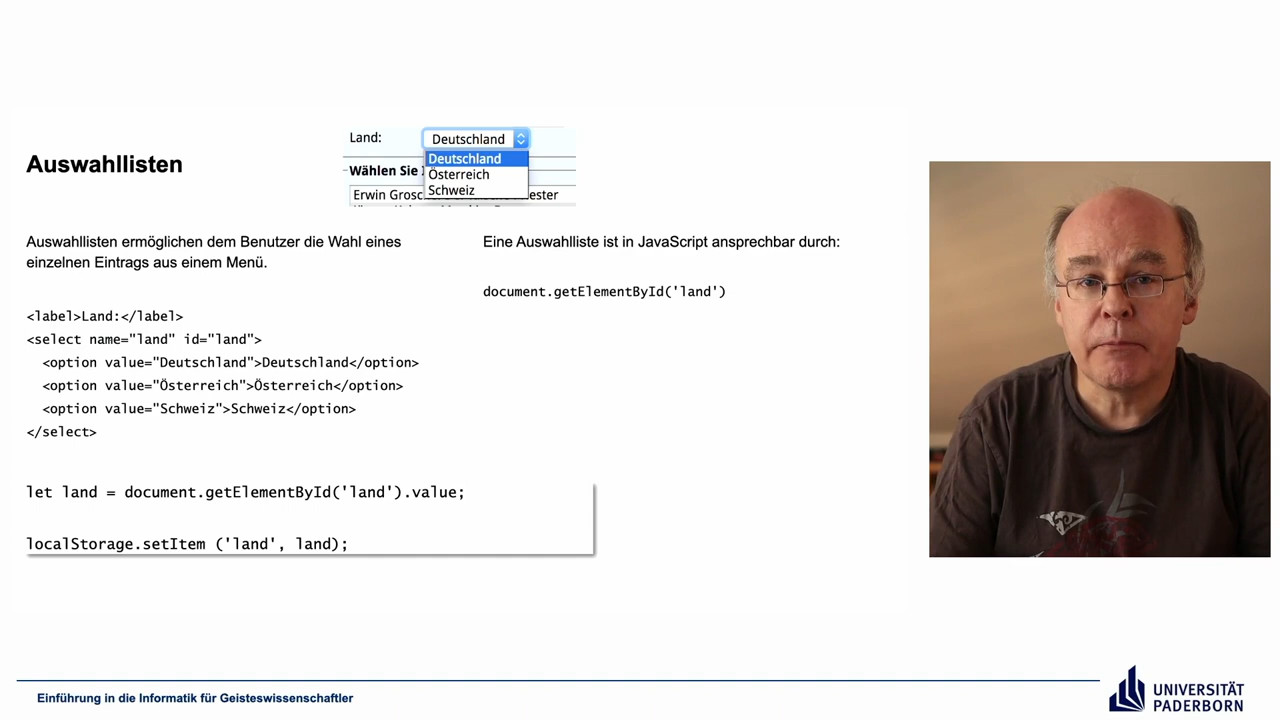 Auswahllisten
Land:
Deutschland
Deutschland
Österreich
Schweiz
Wählen Sie
Erwin
Auswahllisten ermöglichen dem Benutzer die Wahl eines
einzelnen Eintrags aus einem Menü.
<label>Land:</label>
<select name="land" id="land">
<option value="Deutschland">Deutschland</option>
<option value="Österreich">Österreich</option>
<option value="Schweiz">Schweiz</option>
</select>
let land = document.getElementById('land').value;
localStorage.setItem ('land', land);
Eine Auswahlliste ist in JavaScript ansprechbar durch:
document.getElementById('land')
Einführung in die Informatik für Geisteswissenschaftler
UNIVERSITÄT
PADERBORN